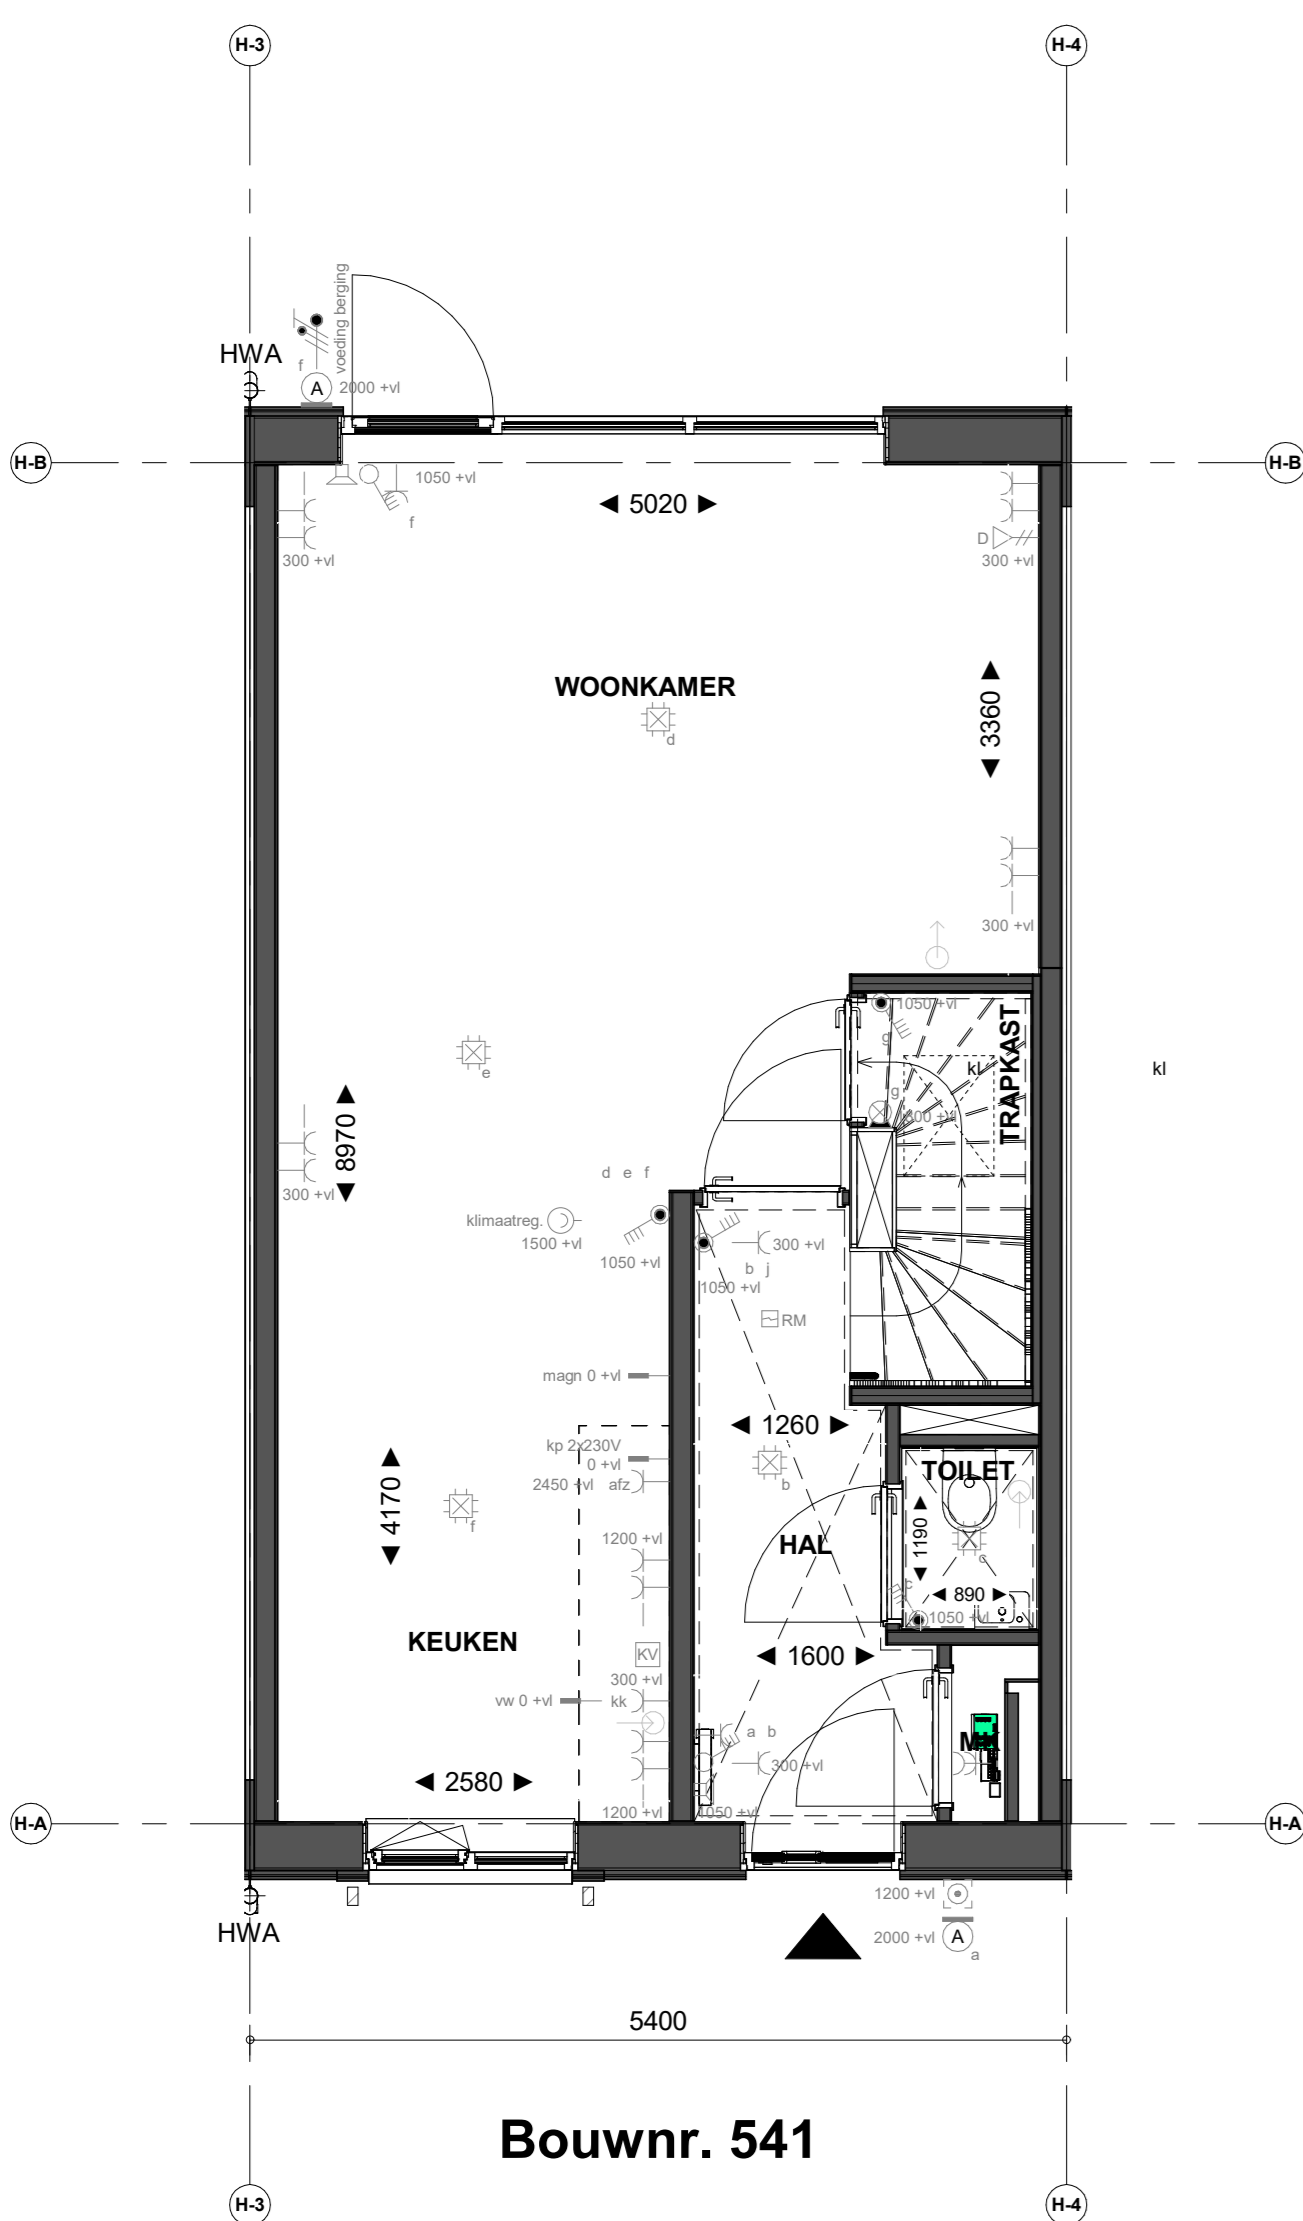 H-3
H-4
voeding berging
HWA
f
A
2000 +vl
H-B
H-B
1050 +vl
f
5020
300 +vl
D
300 +vl
WOONKAMER
d
3360
300 +vl
1050 +vl
g
TRAPKAST
kl
kl
e
g
8970
300 +vl
d e f
klimaatreg.
1500 +vl
1050 +vl
300 +vl
b j
1050 +vl
RM
magn 0 +vl
1260
kp 2x230V
0 +vl
2450 +vl afz
b
TOILET
4170
f
1190
c
HAL
1200 +vl
c
890
1050 +vl
KEUKEN
KV
300 +vl
1600
vw 0 +vl
kk
a b
MK
300 +vl
2580
1200 +vl
1050 +vl
H-A
H-A
1200 +vl
HWA
2000 +vl
A
a
5400
Bouwnr. 541
H-3
H-4